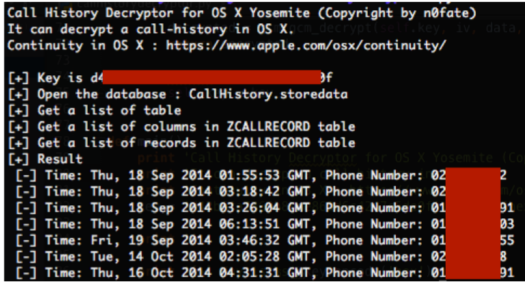 Call History Decryptor for OS X Yosemite (Copyright by n0fate)
It can decrypt a call-history in OS X.
Continuity in OS X : https://www.apple.com/osx/continuity/
[+] Key is d4 9f
[+] Open the database : CallHistory.storedata
[+] Get a list of table
[+] Get a list of columns in ZCALLRECORD table
[+] Get a list of records in ZCALLRECORD table
[+] Result
[-] Time: Thu, 18 Sep 2014 01:55:53 GMT, Phone Number: 02 2
[-] Time: Thu, 18 Sep 2014 03:18:42 GMT, Phone Number: 02
[-] Time: Thu, 18 Sep 2014 03:26:04 GMT, Phone Number: 01 91
[-] Time: Thu, 18 Sep 2014 06:13:51 GMT, Phone Number: 01 03
[-] Time: Fri, 19 Sep 2014 03:46:32 GMT, Phone Number: 01 55
[-] Time: Tue, 14 Oct 2014 02:05:28 GMT, Phone Number: 02 8
[-] Time: Thu, 16 Oct 2014 04:31:31 GMT, Phone Number: 01 91